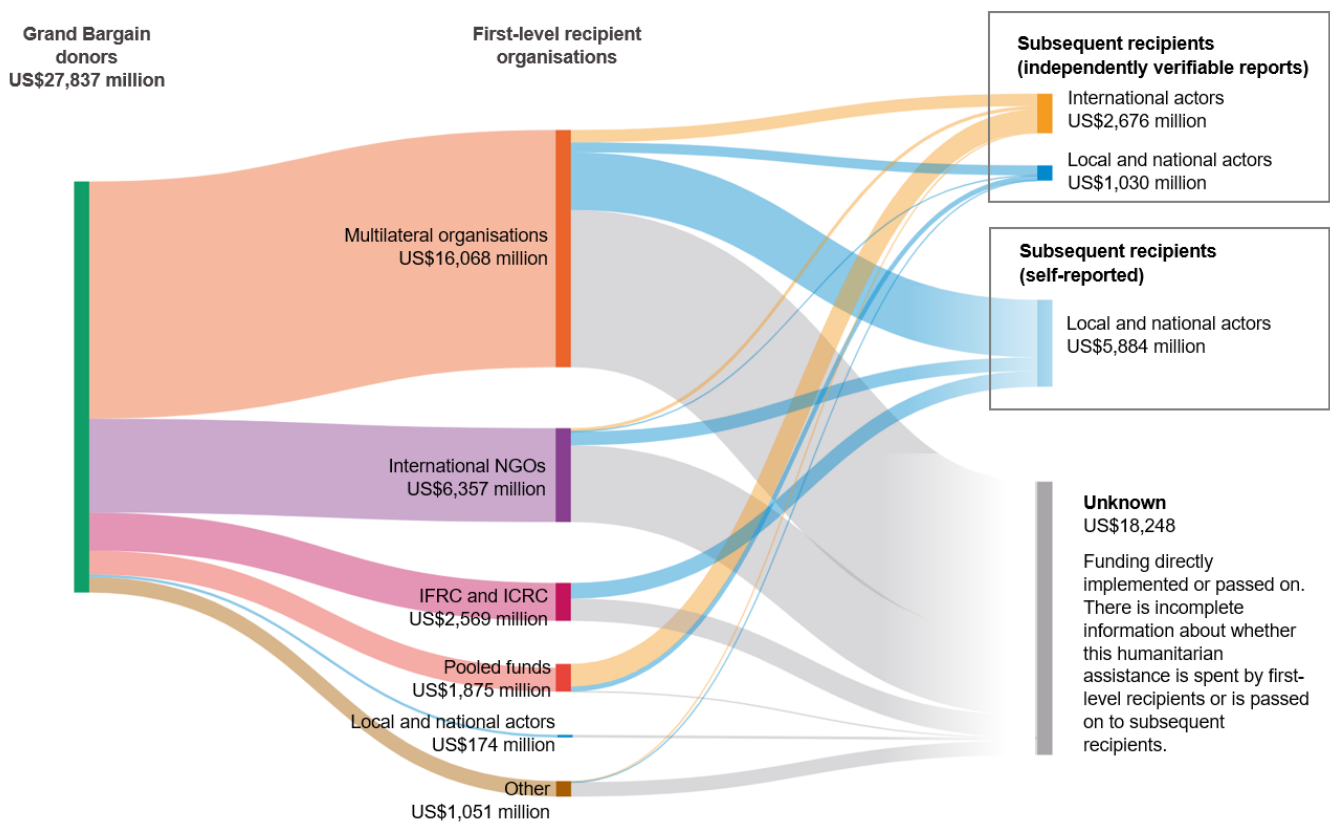 Grand Bargain
donors
US$27,837 million
First-level recipient
organisations
Multilateral organisations
US$16,068 million
International NGOs
US$6,357 million
IFRC and ICRC
US$2,569 million
Pooled funds
US$1,875 million
Local and national actors
US$174 million
Other
US$1,051 million
Subsequent recipients
(independently verifiable reports)
International actors
US$2,676 million
Local and national actors
US$1,030 million
Subsequent recipients
(self-reported)
Local and national actors
US$5,884 million
Unknown
US$18,248
Funding directly
implemented or passed on.
There is incomplete
information about whether
this humanitarian
assistance is spent by first-
level recipients or is passed
on to subsequent
recipients.